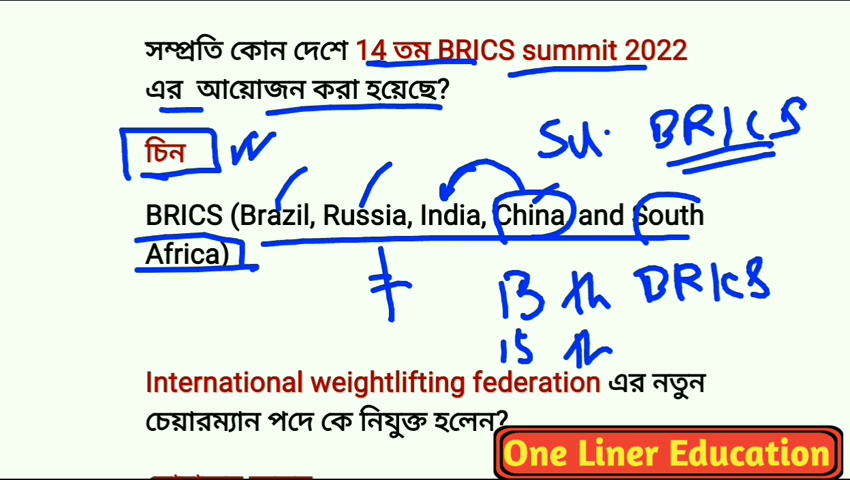 সম্প্রতি কোন দেশে 14 তম BRICS summit 2022
এর আয়োজন করা হয়েছে?
চিন
BRICS
BRICS (Brazil, Russia, India, China, and South
Africa)
13 th BRICS
15 th
International weightlifting federation এর নতুন
চেয়ারম্যান পদে কে নিযুক্ত হলেন?
One Liner Education